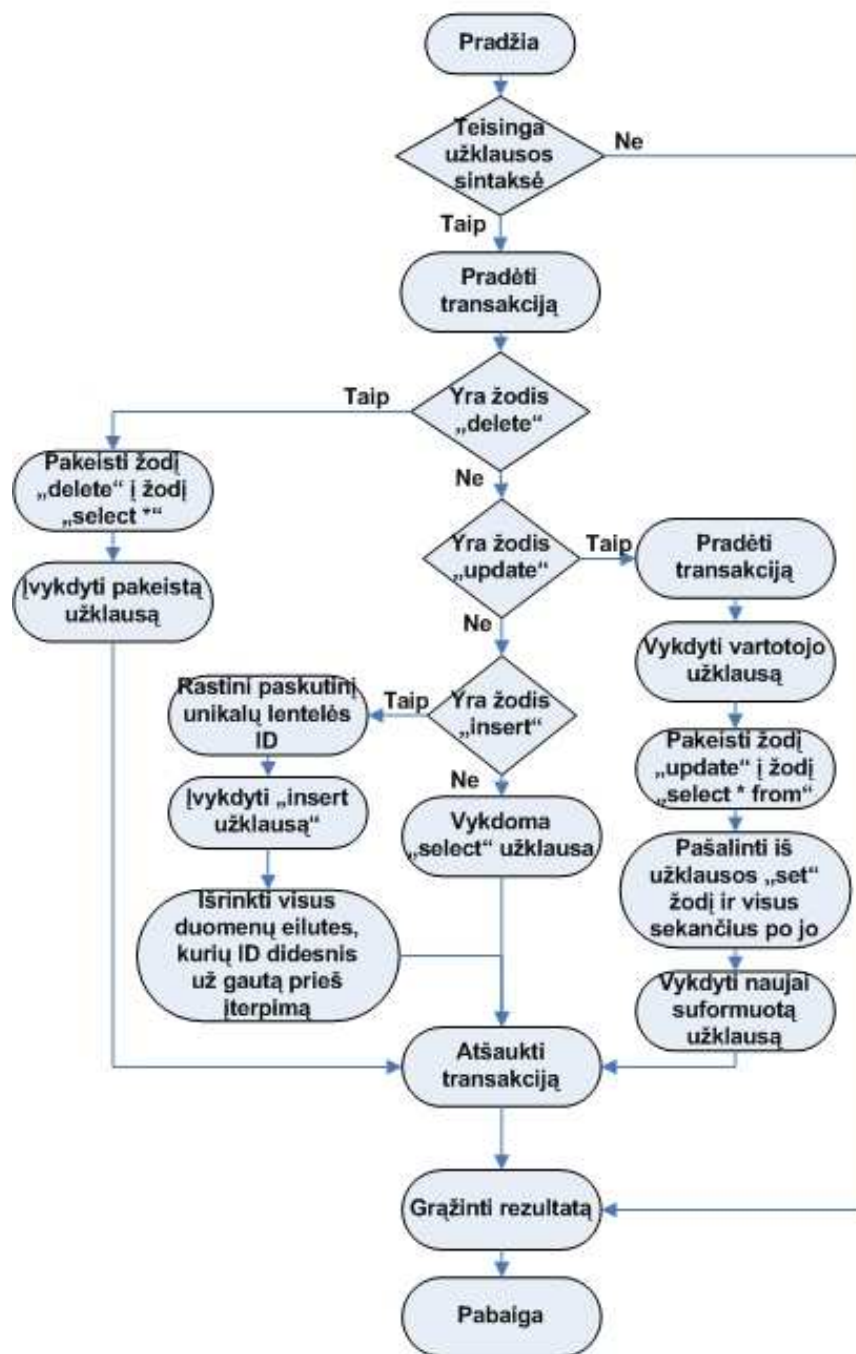 Pradžia
Teisinga
užklausos
sintaksė
Ne
Taip
Pradėti
transakciją
Taip
Yra žodis
„delete“
Ne
Pakeisti žodį
„delete“ į žodį
„select *“
Įvykdyti pakeistą
užklausą
Yra žodis
„update“
Taip
Ne
Pradėti
transakciją
Vykdyti vartotojo
užklausą
Pakeisti žodį
„update“ į žodį
„select * from“
Pašalinti iš
užklausos „set“
žodį ir visus
sekančius po jo
Vykdyti naujai
suformuotą
užklausą
Yra žodis
„insert“
Taip
Ne
Rastini paskutinį
unikalų lentelės
ID
Įvykdyti „insert
užklausą“
Išrinkti visus
duomenų eilutes,
kurių ID didesnis
už gautą prieš
įterpimą
Vykdoma
„select“ užklausa
Atšaukti
transakciją
Grąžinti rezultatą
Pabaiga